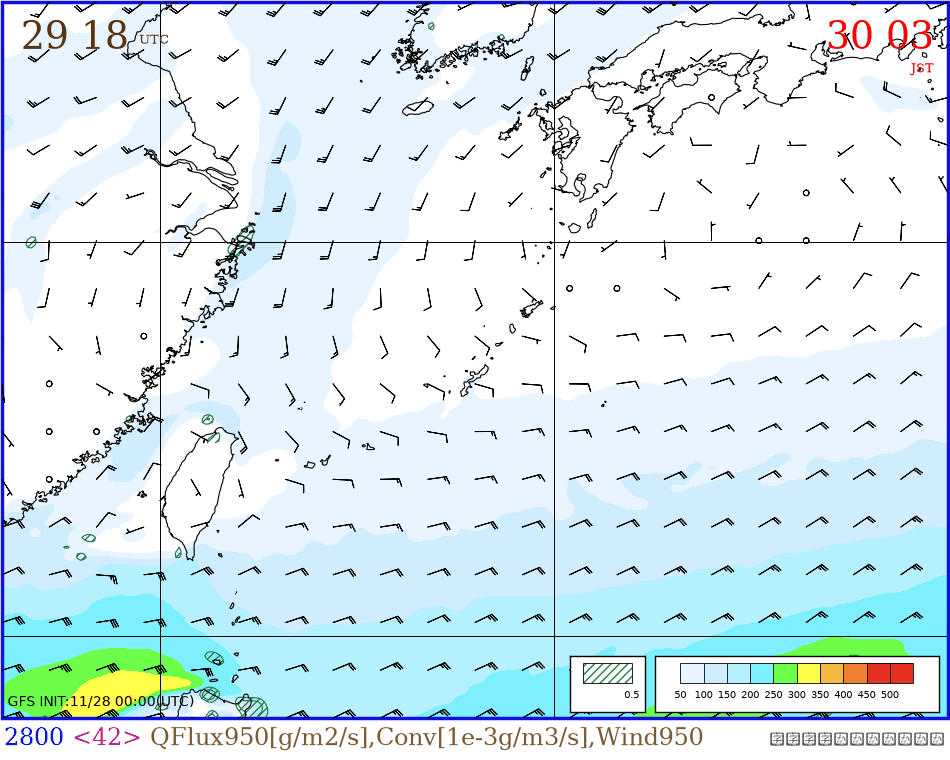 29 18 UTC
30 03
JST
0.5
50 100 150 200 250 300 350 400 450 500
GFS INIT:11/28 00:00(UTC)
2800 <42> QFlux950[g/m2/s],Conv[1e-3g/m3/s],Wind950